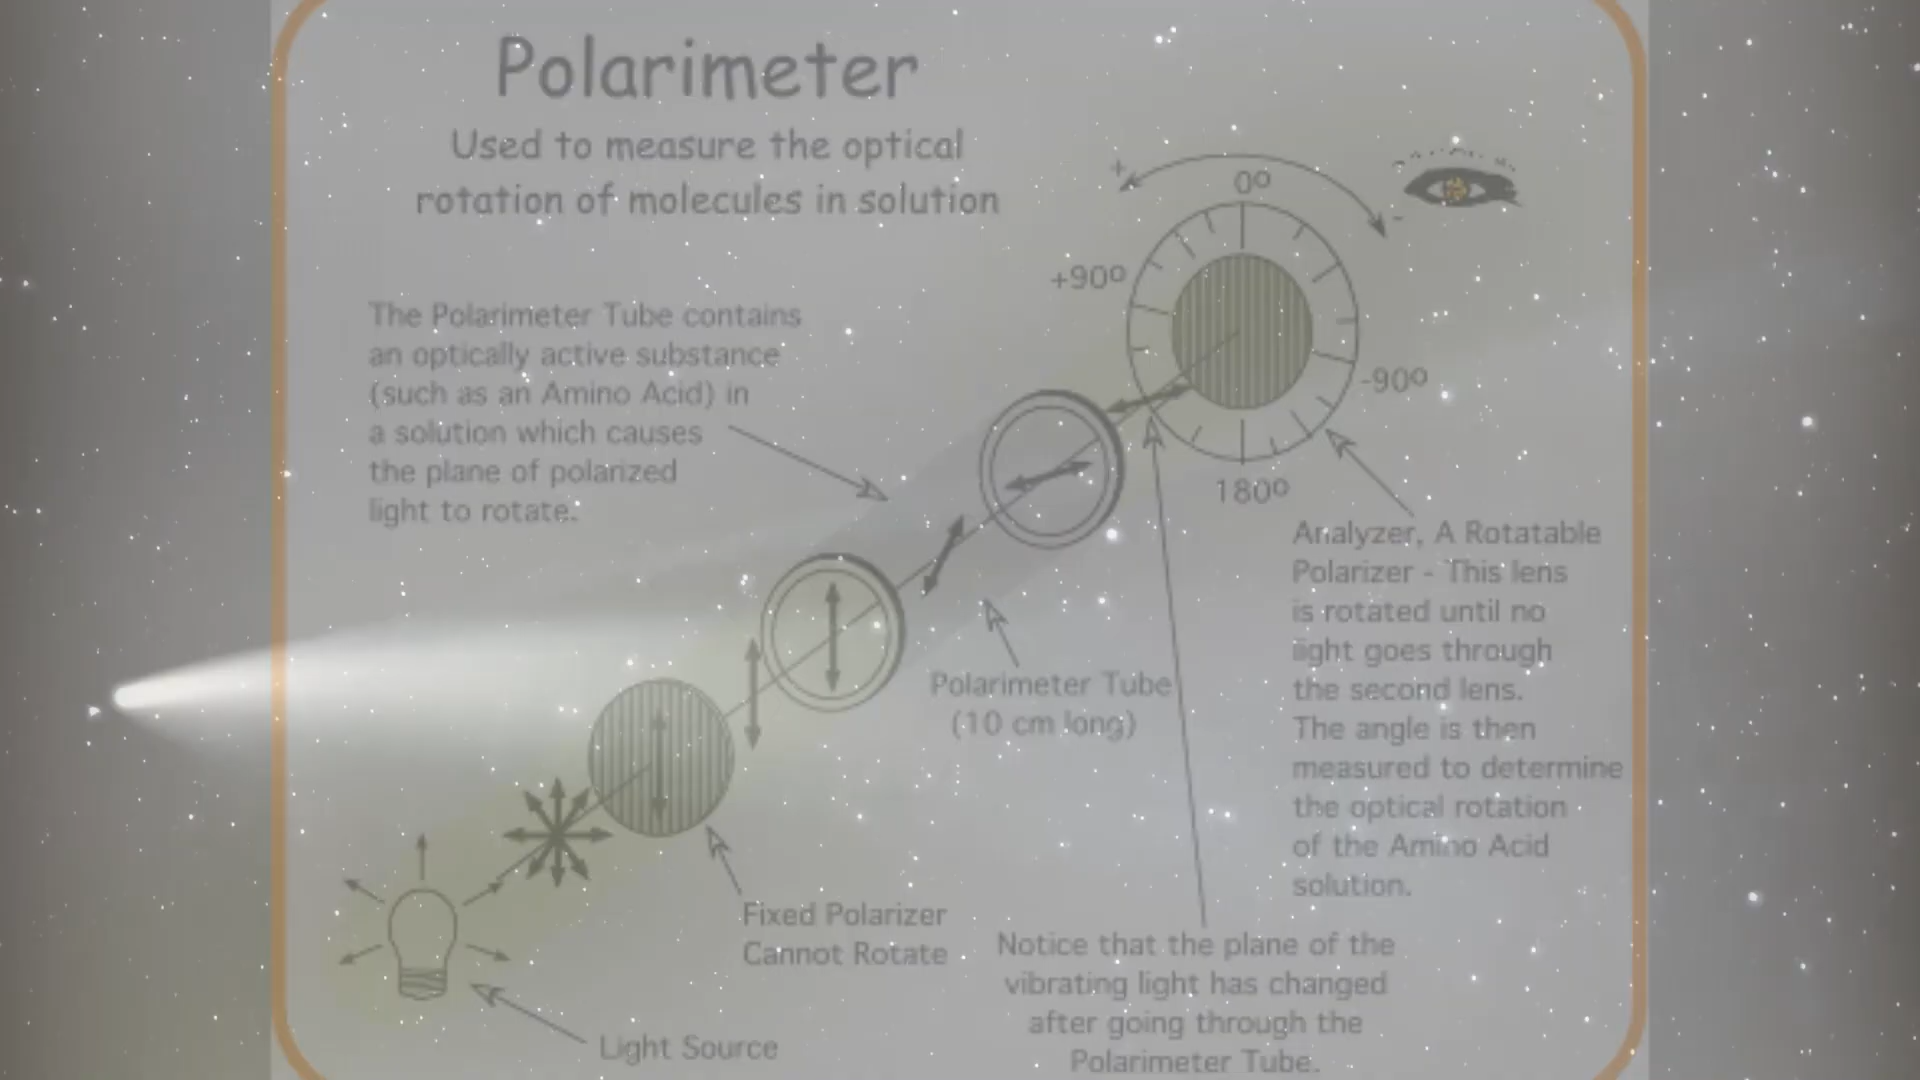 Polarimeter
Used to measure the optical
rotation of molecules in solution
The Polarimeter Tube contains
an optically active substance
(such as an Amino Acid) in
a solution which causes
the plane of polarized
light to rotate.
+
0º
-
+90º
-90º
180º
Analyzer, A Rotatable
Polarizer - This lens
is rotated until no
light goes through
the second lens.
The angle is then
measured to determine
the optical rotation
of the Amino Acid
solution.
Polarimeter Tube
(10 cm long)
Fixed Polarizer
Cannot Rotate
Notice that the plane of the
vibrating light has changed
after going through the
Polarimeter Tube.
Light Source